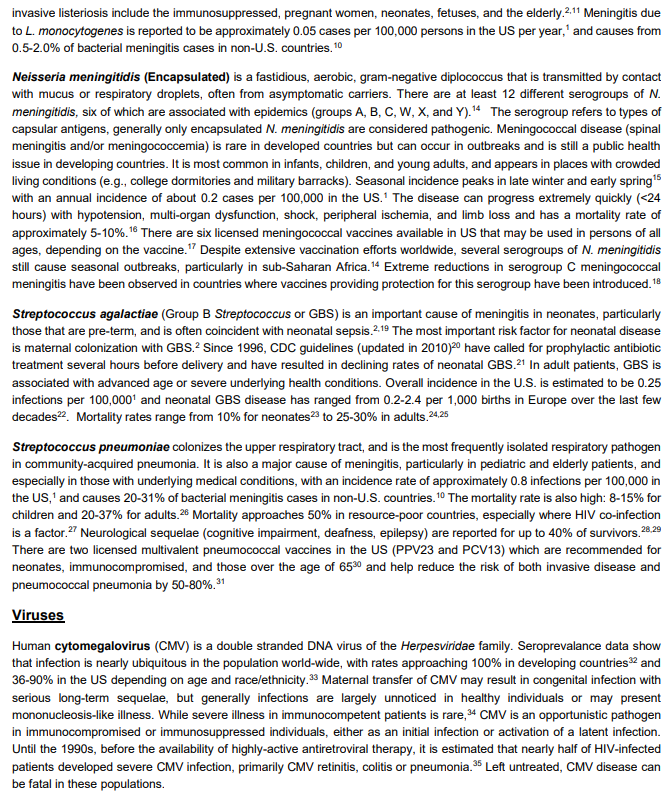 invasive listeriosis include the immunosuppressed, pregnant women, neonates, fetuses, and the elderly.2,11 Meningitis due
to L. monocytogenes is reported to be approximately 0.05 cases per 100,000 persons in the US per year,1 and causes from
0.5-2.0% of bacterial meningitis cases in non-U.S. countries.10
Neisseria meningitidis (Encapsulated) is a fastidious, aerobic, gram-negative diplococcus that is transmitted by contact
with mucus or respiratory droplets, often from asymptomatic carriers. There are at least 12 different serogroups of N.
meningitidis, six of which are associated with epidemics (groups A, B, C, W, X, and Y).14 The serogroup refers to types of
capsular antigens, generally only encapsulated N. meningitidis are considered pathogenic. Meningococcal disease (spinal
meningitis and/or meningococcemia) is rare in developed countries but can occur in outbreaks and is still a public health
issue in developing countries. It is most common in infants, children, and young adults, and appears in places with crowded
living conditions (e.g., college dormitories and military barracks). Seasonal incidence peaks in late winter and early spring15
with an annual incidence of about 0.2 cases per 100,000 in the US.1 The disease can progress extremely quickly (<24
hours) with hypotension, multi-organ dysfunction, shock, peripheral ischemia, and limb loss and has a mortality rate of
approximately 5-10%.16 There are six licensed meningococcal vaccines available in US that may be used in persons of all
ages, depending on the vaccine.17 Despite extensive vaccination efforts worldwide, several serogroups of N. meningitidis
still cause seasonal outbreaks, particularly in sub-Saharan Africa.14 Extreme reductions in serogroup C meningococcal
meningitis have been observed in countries where vaccines providing protection for this serogroup have been introduced.18
Streptococcus agalactiae (Group B Streptococcus or GBS) is an important cause of meningitis in neonates, particularly
those that are pre-term, and is often coincident with neonatal sepsis.2,19 The most important risk factor for neonatal disease
is maternal colonization with GBS.2 Since 1996, CDC guidelines (updated in 2010)20 have called for prophylactic antibiotic
treatment several hours before delivery and have resulted in declining rates of neonatal GBS.21 In adult patients, GBS is
associated with advanced age or severe underlying health conditions. Overall incidence in the U.S. is estimated to be 0.25
infections per 100,0001 and neonatal GBS disease has ranged from 0.2-2.4 per 1,000 births in Europe over the last few
decades22. Mortality rates range from 10% for neonates23 to 25-30% in adults.24,25
Streptococcus pneumoniae colonizes the upper respiratory tract, and is the most frequently isolated respiratory pathogen
in community-acquired pneumonia. It is also a major cause of meningitis, particularly in pediatric and elderly patients, and
especially in those with underlying medical conditions, with an incidence rate of approximately 0.8 infections per 100,000 in
the US,1 and causes 20-31% of bacterial meningitis cases in non-U.S. countries.10 The mortality rate is also high: 8-15% for
children and 20-37% for adults.26 Mortality approaches 50% in resource-poor countries, especially where HIV co-infection
is a factor.27 Neurological sequelae (cognitive impairment, deafness, epilepsy) are reported for up to 40% of survivors.28,29
There are two licensed multivalent pneumococcal vaccines in the US (PPV23 and PCV13) which are recommended for
neonates, immunocompromised, and those over the age of 6530 and help reduce the risk of both invasive disease and
pneumococcal pneumonia by 50-80%.31
Viruses
Human cytomegalovirus (CMV) is a double stranded DNA virus of the Herpesviridae family. Seroprevalence data show
that infection is nearly ubiquitous in the population world-wide, with rates approaching 100% in developing countries32 and
36-90% in the US depending on age and race/ethnicity.33 Maternal transfer of CMV may result in congenital infection with
serious long-term sequelae, but generally infections are largely unnoticed in healthy individuals or may present
mononucleosis-like illness. While severe illness in immunocompetent patients is rare,34 CMV is an opportunistic pathogen
in immunocompromised or immunosuppressed individuals, either as an initial infection or activation of a latent infection.
Until the 1990s, before the availability of highly-active antiretroviral therapy, it is estimated that nearly half of HIV-infected
patients developed severe CMV infection, primarily CMV retinitis, colitis or pneumonia.35 Left untreated, CMV disease can
be fatal in these populations.